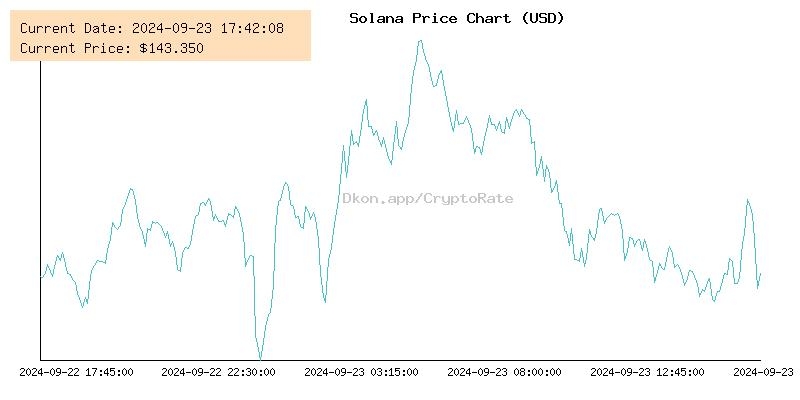 Solana Price Chart (USD)
Current Date: 2024-09-23 17:42:08
Current Price: $143.350
Dkon.app/CryptoRate
2024-09-22 17:45:00 2024-09-22 22:30:00 2024-09-23 03:15:00 2024-09-23 08:00:00 2024-09-23 12:45:00 2024-09-23